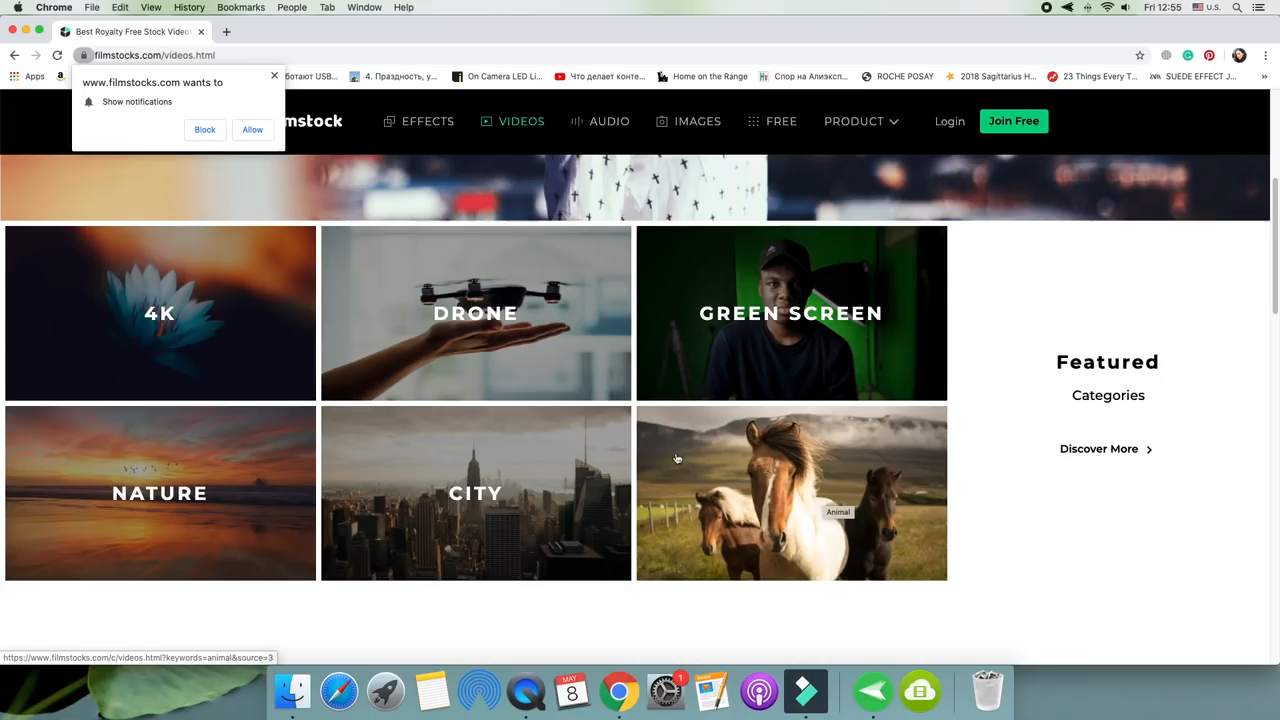 Chrome File Edit View History Bookmarks People Tab Window Help Fri 12:55 U.S.
Best Royalty Free Stock Videos
filmstocks.com/videos.html
Apps ботают USB... 4. Праздность, у... On Camera LED Li... Что делает конте... Home on the Range Спор на Алиэксп... ROCHE POSAY 2018 Sagittarius H... 23 Things Every T... SUEDE EFFECT J...
www.filmstocks.com wants to
Show notifications
Block Allow
mstock EFFECTS VIDEOS AUDIO IMAGES FREE PRODUCT Login Join Free
4K DRONE GREEN SCREEN
Featured
Categories
Discover More
NATURE CITY
Animal
https://www.filmstocks.com/c/videos.html?keywords=animal&source=3
MAY
8
1